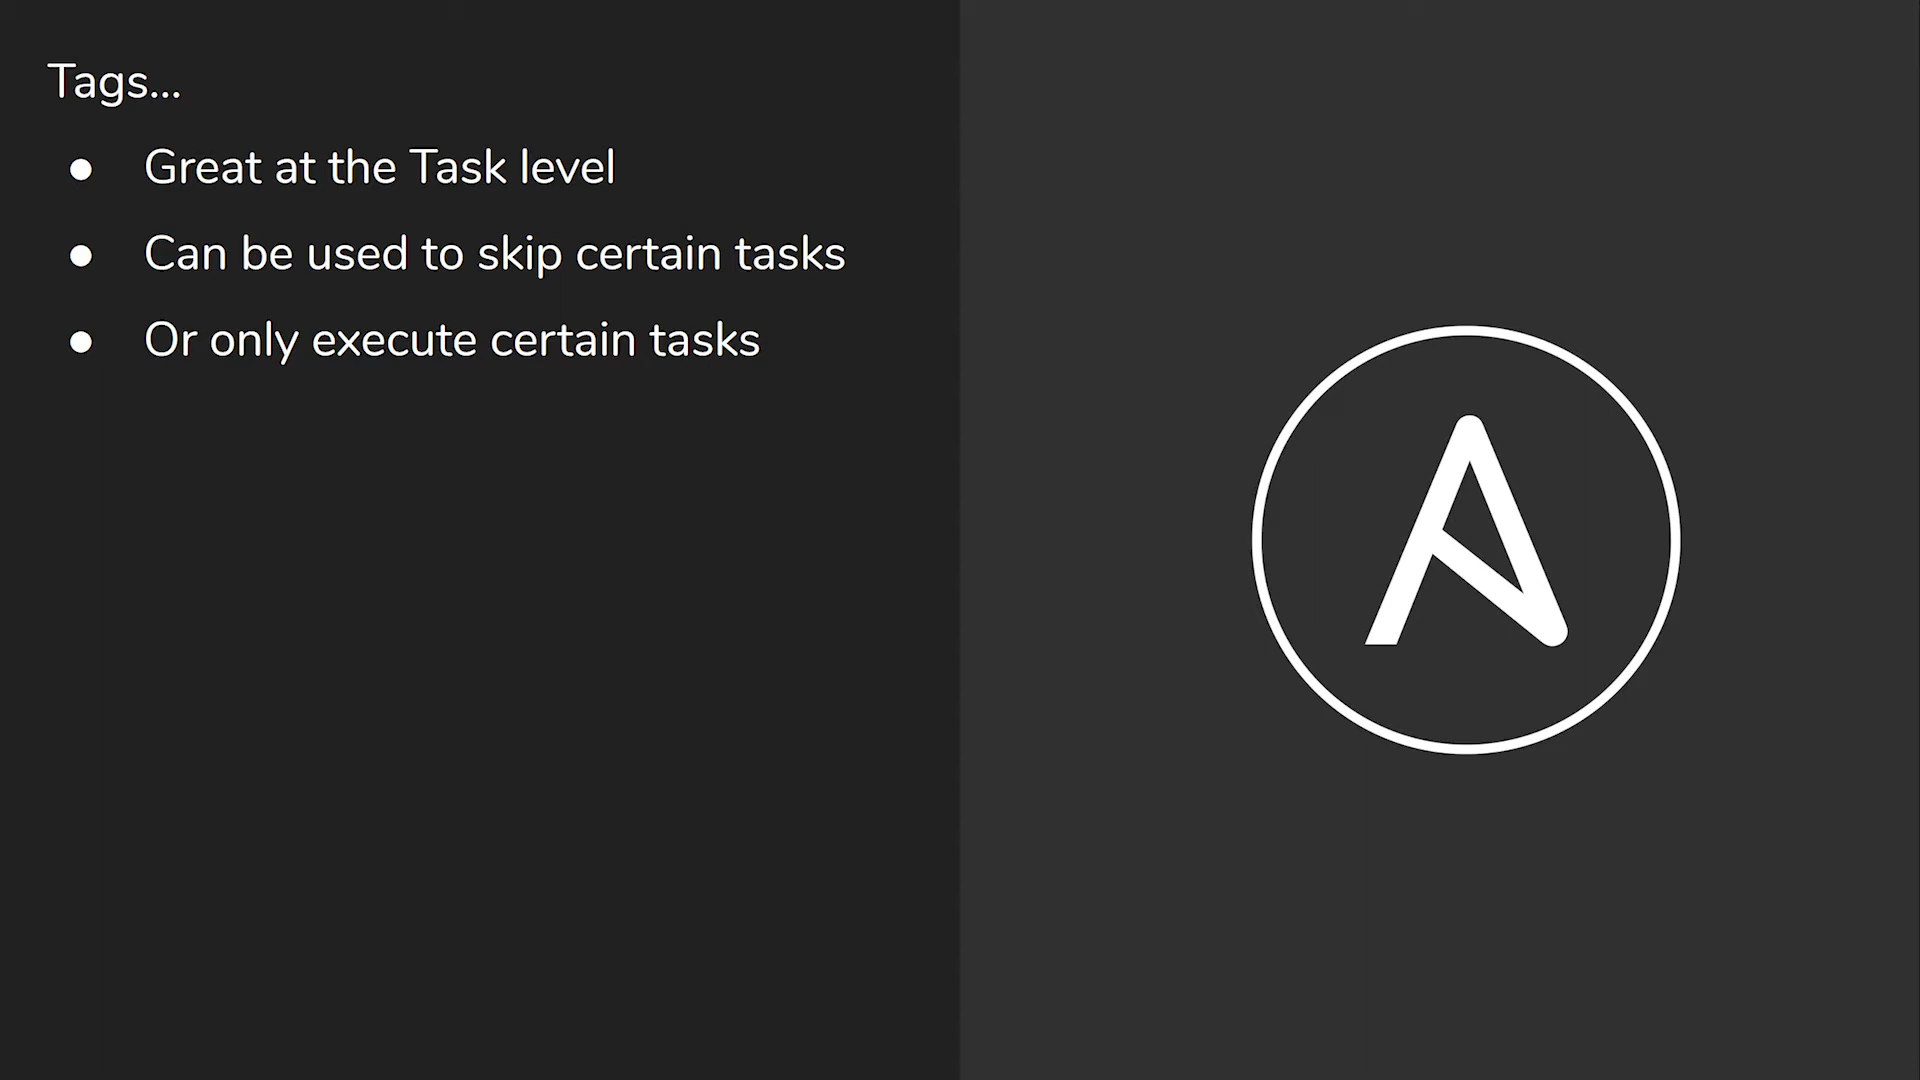 Tags...
● Great at the Task level
● Can be used to skip certain tasks
● Or only execute certain tasks